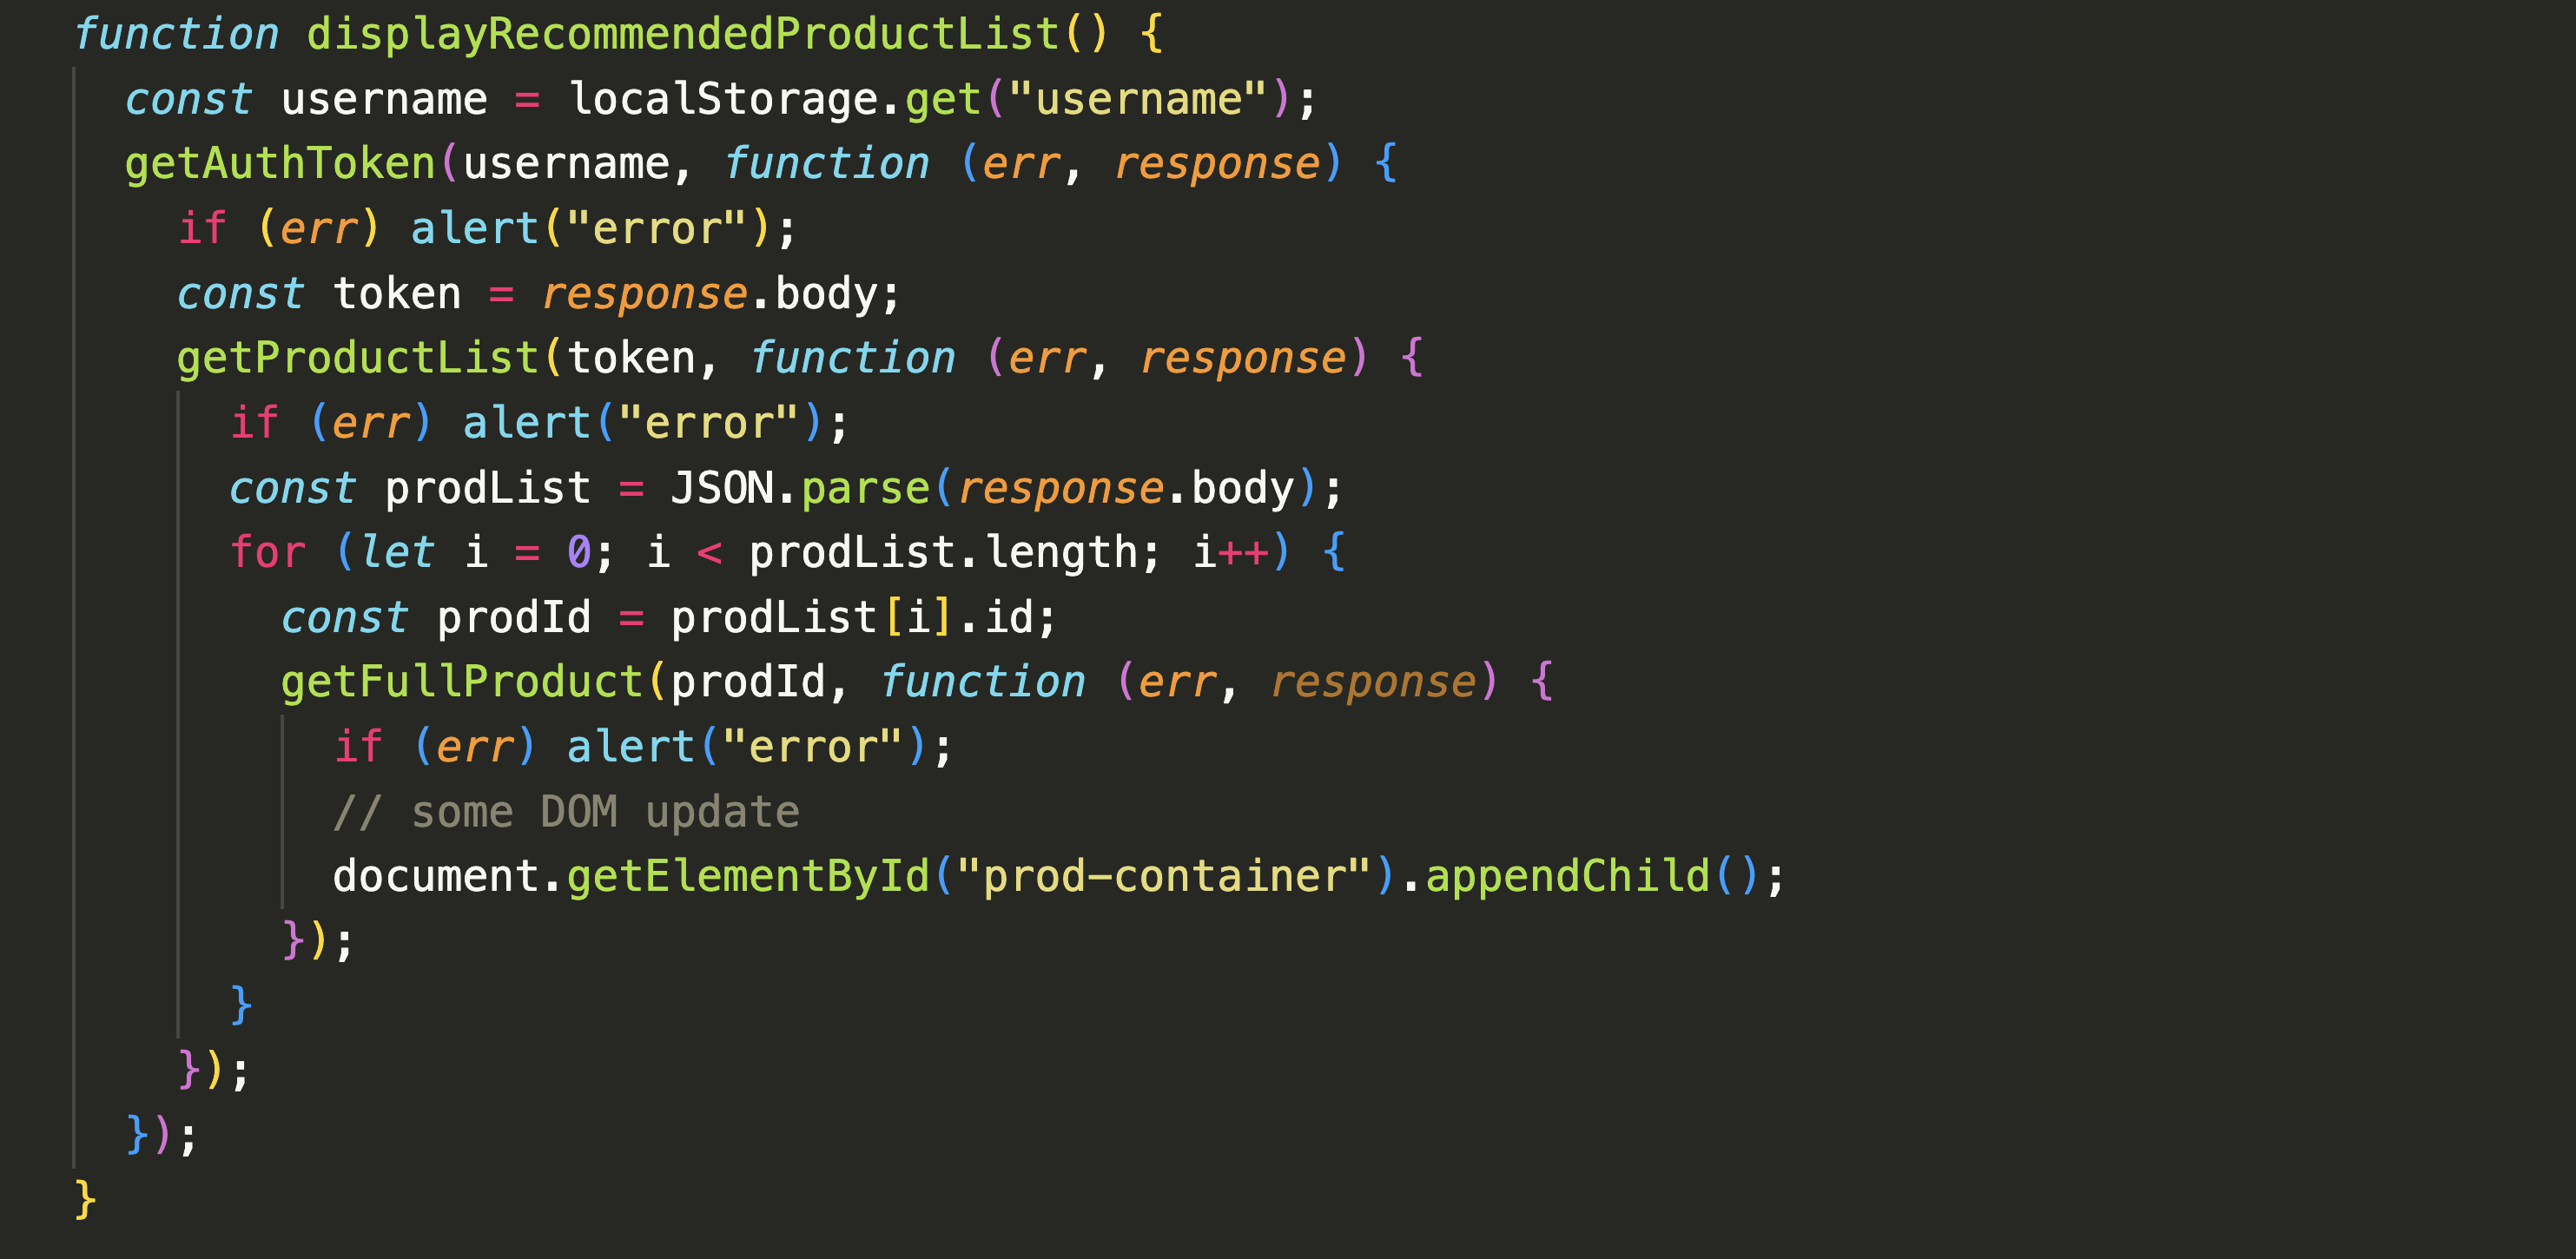 function displayRecommendedProductList() {
  const username = localStorage.get("username");
  getAuthToken(username, function (err, response) {
    if (err) alert("error");
    const token = response.body;
    getProductList(token, function (err, response) {
      if (err) alert("error");
      const prodList = JSON.parse(response.body);
      for (let i = 0; i < prodList.length; i++) {
        const prodId = prodList[i].id;
        getFullProduct(prodId, function (err, response) {
          if (err) alert("error");
          // some DOM update
          document.getElementById("prod-container").appendChild();
        });
      }
    });
  });
}